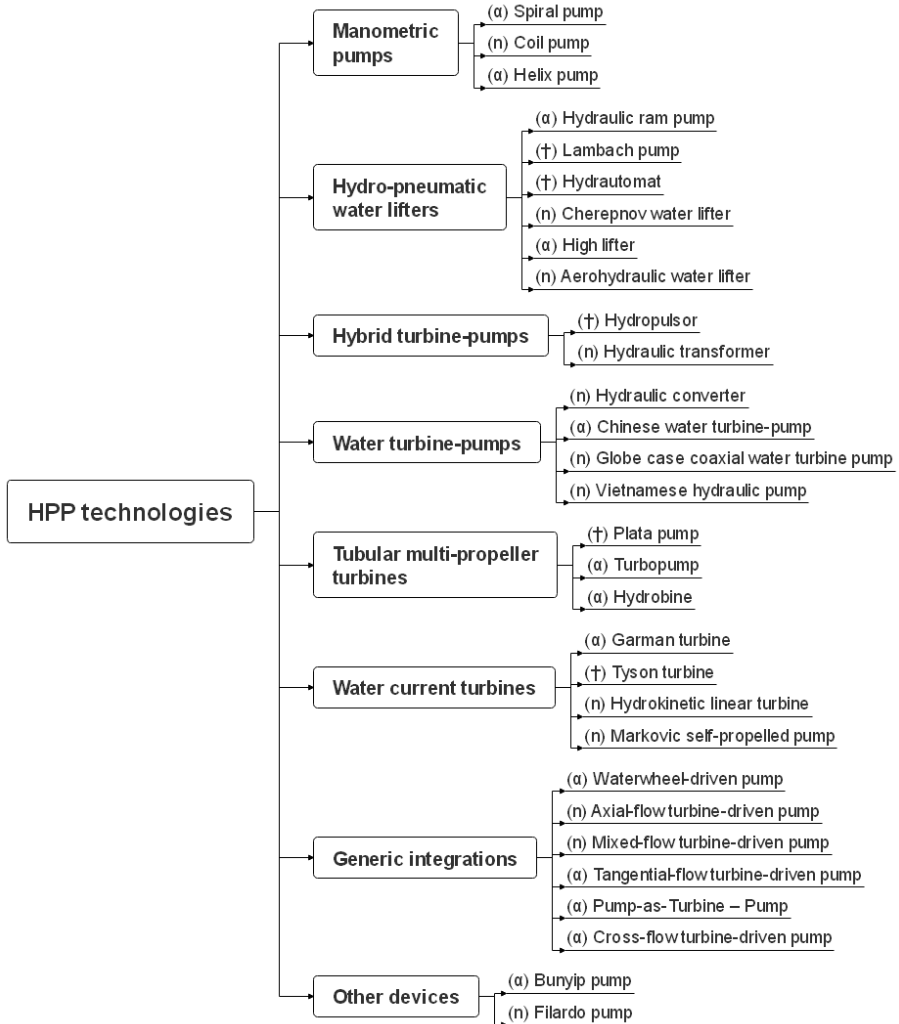 HPP technologies
Manometric
pumps
(α) Spiral pump
(n) Coil pump
(α) Helix pump
Hydro-pneumatic
water lifters
(α) Hydraulic ram pump
(†) Lambach pump
(†) Hydrautomat
(n) Cherepnov water lifter
(α) High lifter
(n) Aerohydraulic water lifter
Hybrid turbine-pumps
(†) Hydropulsor
(n) Hydraulic transformer
Water turbine-pumps
(n) Hydraulic converter
(α) Chinese water turbine-pump
(n) Globe case coaxial water turbine pump
(n) Vietnamese hydraulic pump
Tubular multi-propeller
turbines
(†) Plata pump
(α) Turbopump
(α) Hydrobine
Water current turbines
(α) Garman turbine
(†) Tyson turbine
(n) Hydrokinetic linear turbine
(n) Markovic self-propelled pump
Generic integrations
(α) Waterwheel-driven pump
(n) Axial-flow turbine-driven pump
(n) Mixed-flow turbine-driven pump
(α) Tangential-flow turbine-driven pump
(α) Pump-as-Turbine – Pump
(α) Cross-flow turbine-driven pump
Other devices
(α) Bunyip pump
(n) Filardo pump